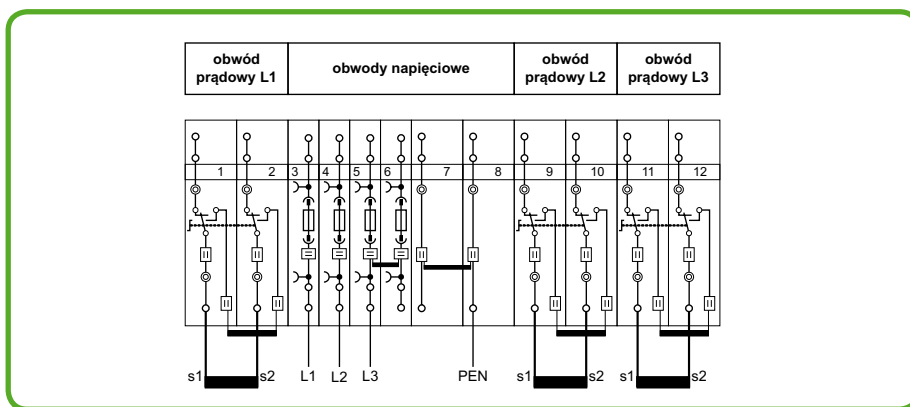 obwód
prądowy L1
obwody napięciowe
obwód
prądowy L2
obwód
prądowy L3
1 2 3 4 5 6 7 8 9 10 11 12
s1 s2 L1 L2 L3 PEN s1 s2 s1 s2